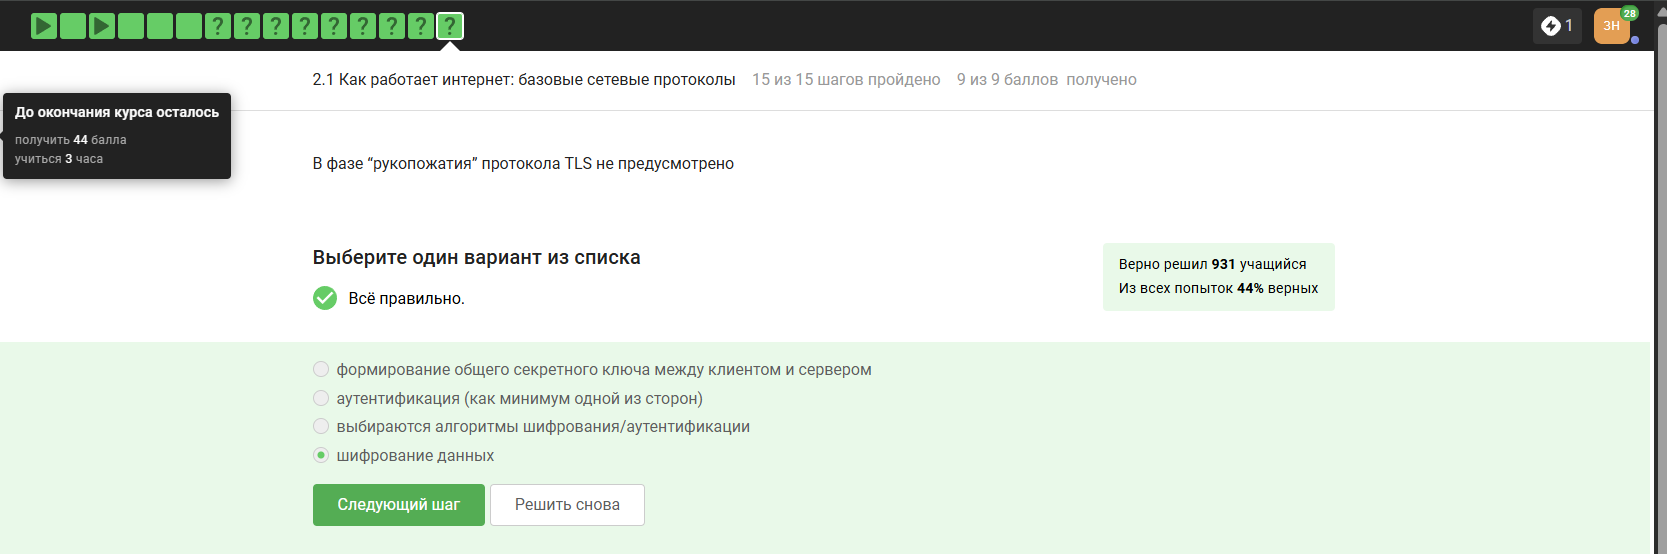 ? ? ? ? ? ? ? ? ?
1
ЗН
28
2.1 Как работает интернет: базовые сетевые протоколы 15 из 15 шагов пройдено 9 из 9 баллов получено
До окончания курса осталось
получить 44 балла
учиться 3 часа
В фазе “рукопожатия” протокола TLS не предусмотрено
Выберите один вариант из списка
Всё правильно.
Верно решил 931 учащийся
Из всех попыток 44% верных
формирование общего секретного ключа между клиентом и сервером
аутентификация (как минимум одной из сторон)
выбираются алгоритмы шифрования/аутентификации
шифрование данных
Следующий шаг
Решить снова